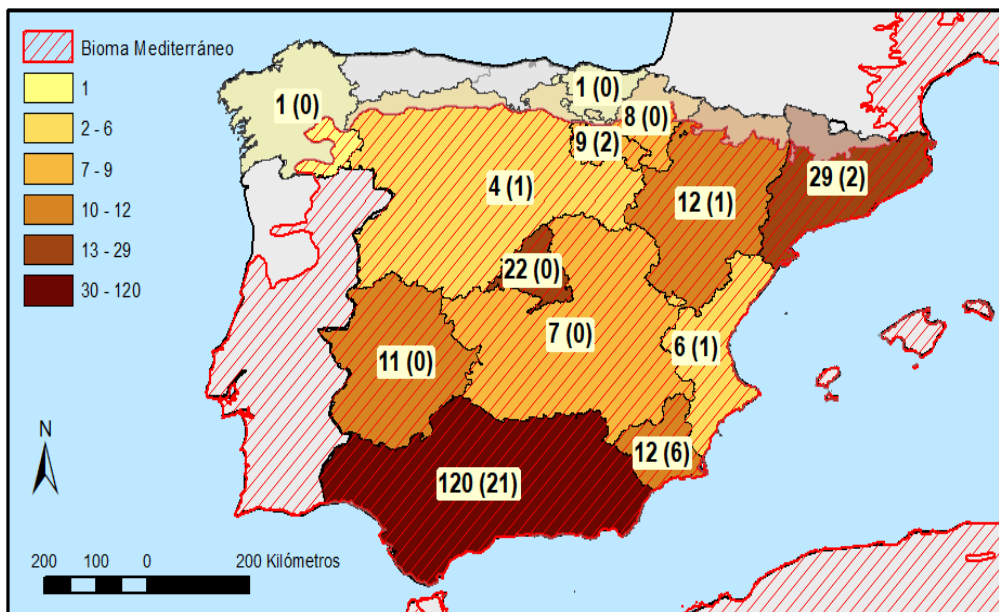 Bioma Mediterráneo
1
2 - 6
7 - 9
10 - 12
13 - 29
30 - 120
1 (0)
1 (0)
8 (0)
9 (2)
4 (1)
12 (1)
29 (2)
22 (0)
7 (0)
6 (1)
11 (0)
12 (6)
120 (21)
N
200 100 0 200 Kilómetros